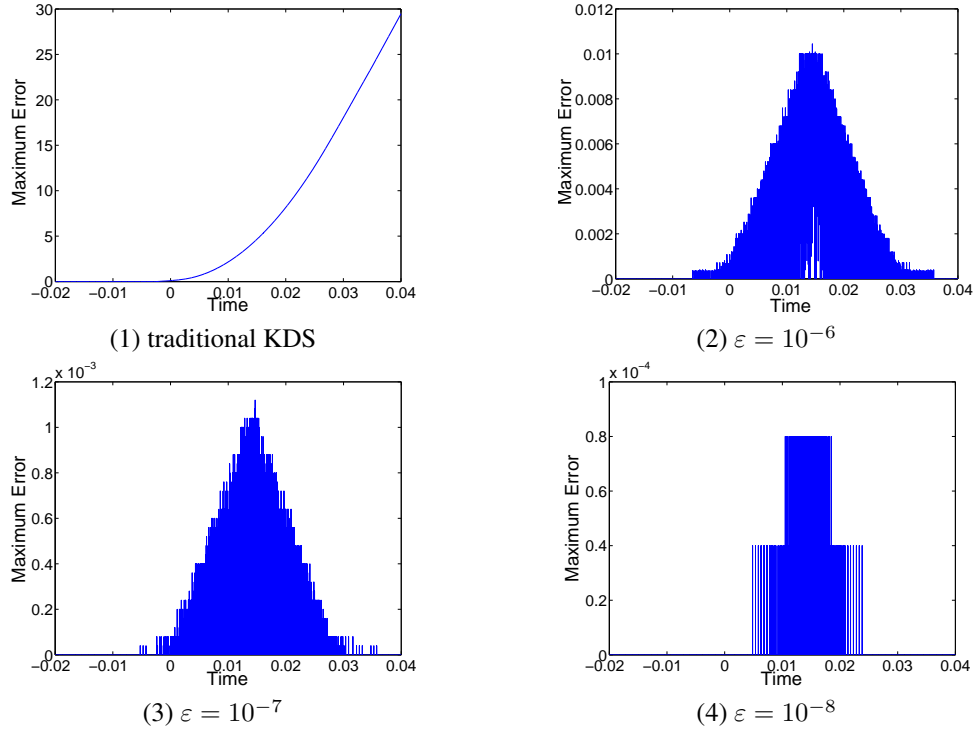 30
25
20
15
10
5
0
Maximum Error
−0.02 −0.01 0 0.01 0.02 0.03 0.04
Time
(1) traditional KDS
0.012
0.01
0.008
0.006
0.004
0.002
0
Maximum Error
−0.02 −0.01 0 0.01 0.02 0.03 0.04
Time
(2) ε = 10⁻⁶
x 10⁻³
1.2
1
0.8
0.6
0.4
0.2
0
Maximum Error
−0.02 −0.01 0 0.01 0.02 0.03 0.04
Time
(3) ε = 10⁻⁷
x 10⁻⁴
1
0.8
0.6
0.4
0.2
0
Maximum Error
−0.02 −0.01 0 0.01 0.02 0.03 0.04
Time
(4) ε = 10⁻⁸